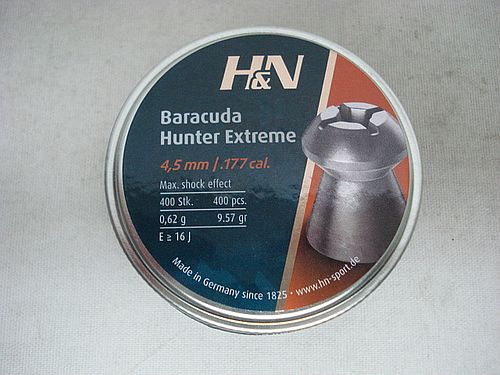 H&N
Baracuda
Hunter Extreme
4,5 mm | .177 cal.
Max. shock effect
400 Stk. 400 pcs.
0,62 g 9.57 gr
E ≥ 16 J
Made in Germany since 1825 • www.hn-sport.de